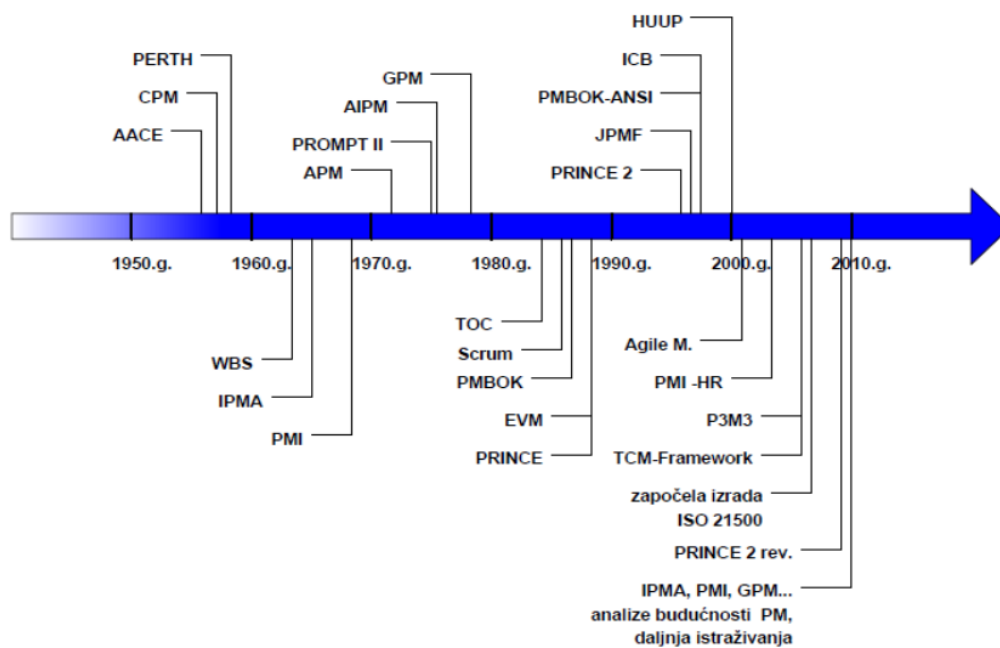 HUUP
PERTH
ICB
GPM
CPM
PMBOK-ANSI
AIPM
AACE
JPMF
PROMPT II
APM
PRINCE 2
1950.g.
1960.g.
1970.g.
1980.g.
1990.g.
2000.g.
2010.g.
TOC
Agile M.
Scrum
WBS
PMBOK
PMI -HR
IPMA
EVM
P3M3
PMI
PRINCE
TCM-Framework
započela izrada
ISO 21500
PRINCE 2 rev.
IPMA, PMI, GPM...
analize budućnosti PM,
daljnja istraživanja